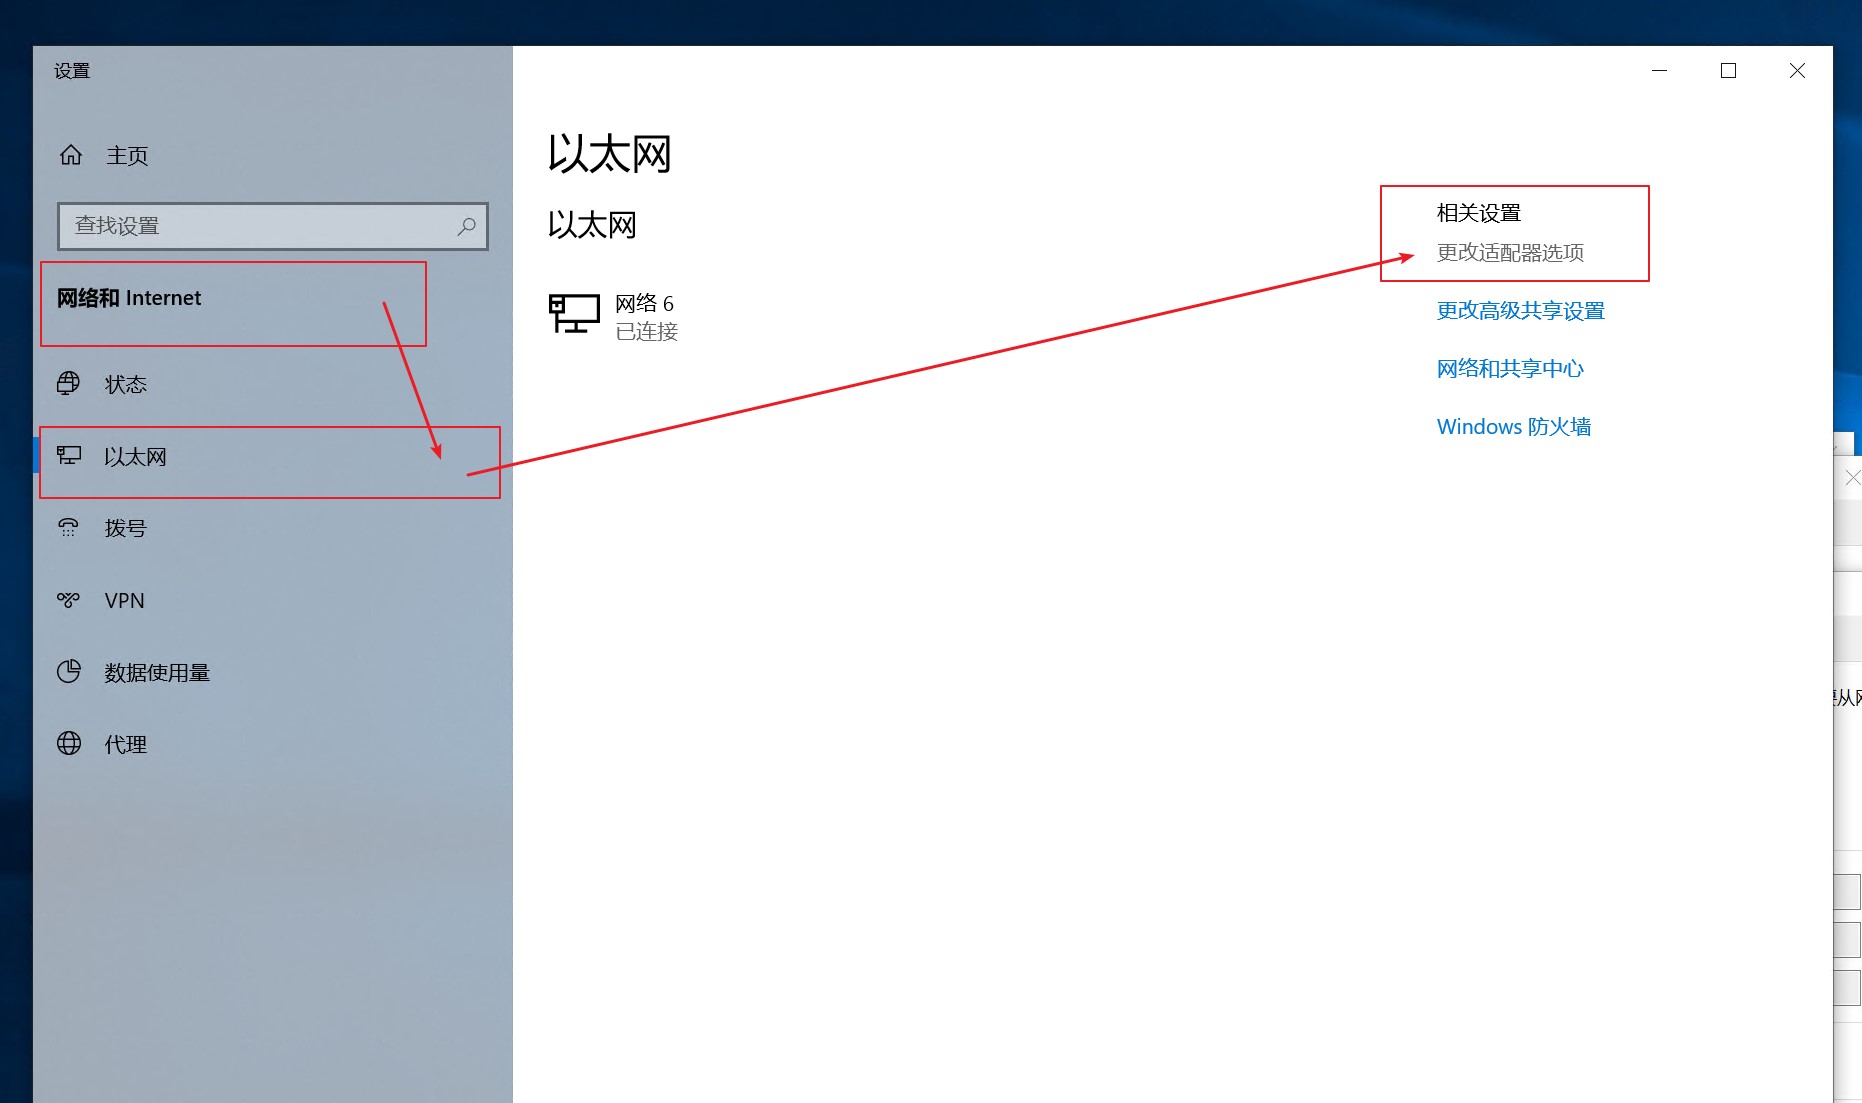 设置
主页
查找设置
网络和 Internet
状态
以太网
拨号
VPN
数据使用量
代理
以太网
以太网
网络 6
已连接
相关设置
更改适配器选项
更改高级共享设置
网络和共享中心
Windows 防火墙